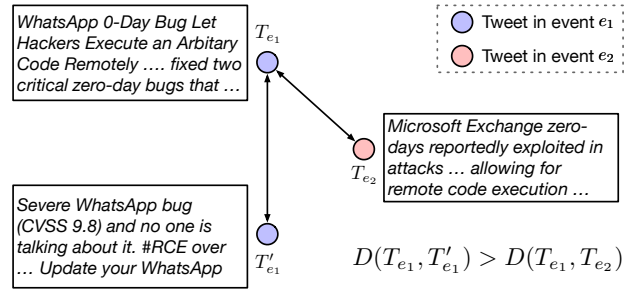 WhatsApp 0-Day Bug Let
Hackers Execute an Arbitary
Code Remotely …. fixed two
critical zero-day bugs that …
T_{e_1}
Tweet in event e_1
Tweet in event e_2
Microsoft Exchange zero-
days reportedly exploited in
attacks … allowing for
remote code execution …
T_{e_2}
Severe WhatsApp bug
(CVSS 9.8) and no one is
talking about it. #RCE over
… Update your WhatsApp
T'_{e_1}
D(T_{e_1}, T'_{e_1}) > D(T_{e_1}, T_{e_2})